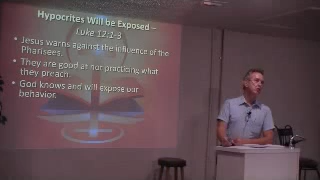 Hypocrites Will be Exposed –
Luke 12:1-3
• Jesus warns against the influence of the
Pharisees.
• They are good at not practicing what
they preach.
• God knows and will expose our
behavior.